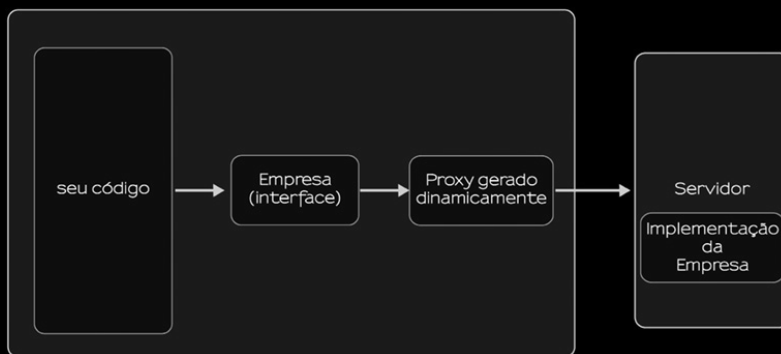 seu código
Empresa
(interface)
Proxy gerado
dinamicamente
Servidor
Implementação
da
Empresa